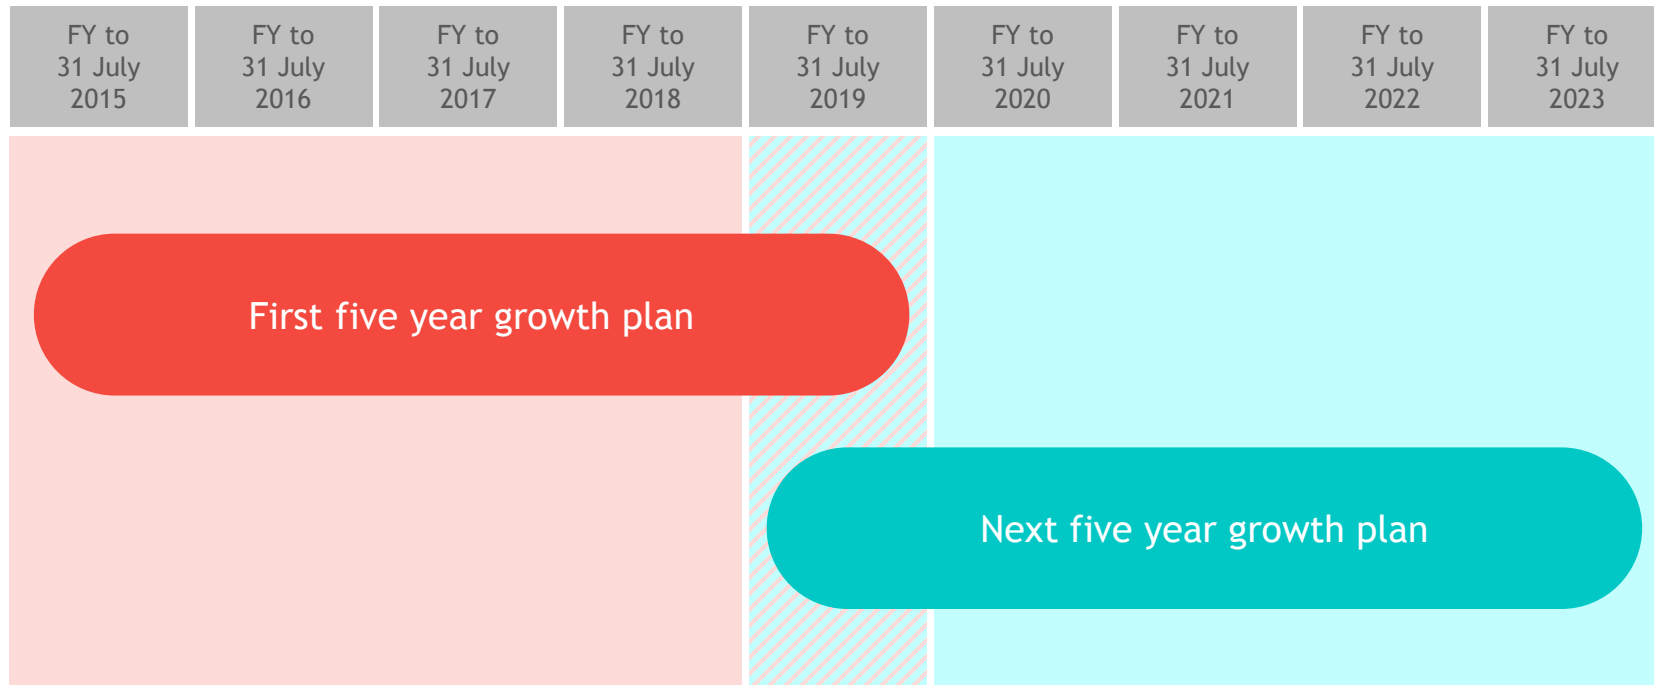 FY to
31 July
2015
FY to
31 July
2016
FY to
31 July
2017
FY to
31 July
2018
FY to
31 July
2019
FY to
31 July
2020
FY to
31 July
2021
FY to
31 July
2022
FY to
31 July
2023
First five year growth plan
Next five year growth plan